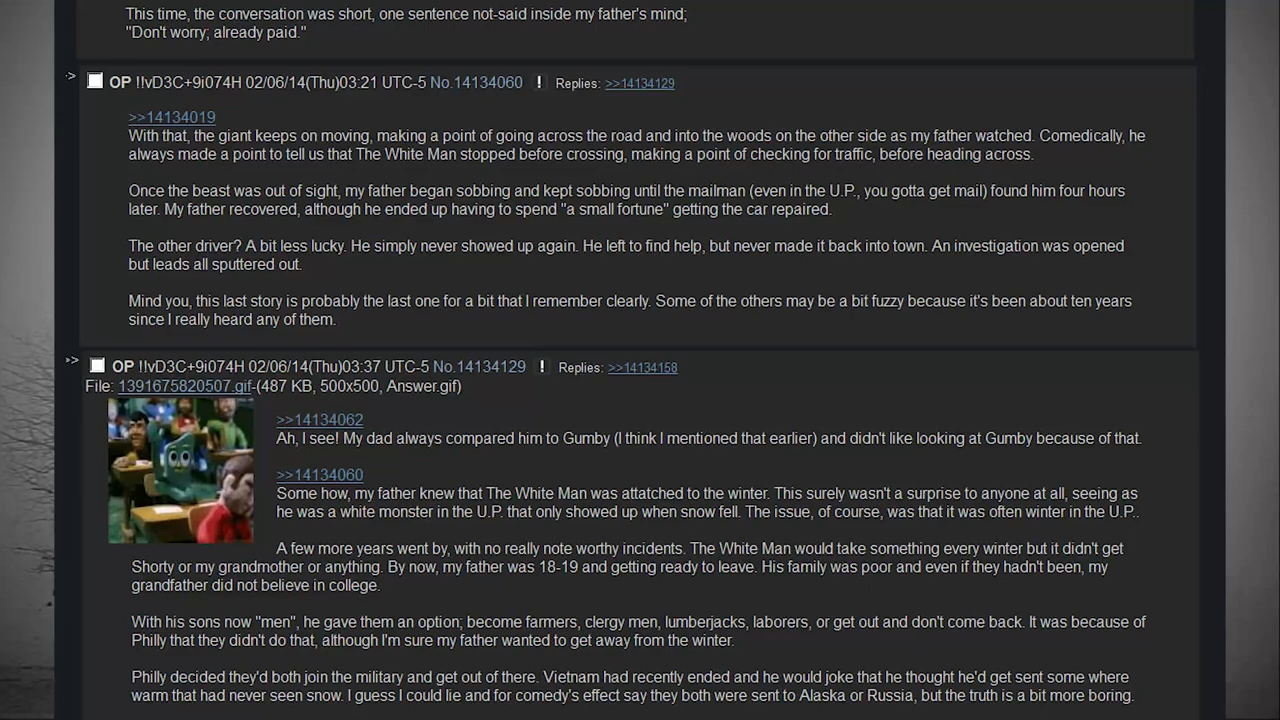 This time, the conversation was short, one sentence not-said inside my father's mind;
"Don't worry; already paid."
>> OP !!vD3C+9i074H 02/06/14(Thu)03:21 UTC-5 No.14134060 ! Replies: >>14134129
>>14134019
With that, the giant keeps on moving, making a point of going across the road and into the woods on the other side as my father watched. Comedically, he
always made a point to tell us that The White Man stopped before crossing, making a point of checking for traffic, before heading across.
Once the beast was out of sight, my father began sobbing and kept sobbing until the mailman (even in the U.P., you gotta get mail) found him four hours
later. My father recovered, although he ended up having to spend "a small fortune" getting the car repaired.
The other driver? A bit less lucky. He simply never showed up again. He left to find help, but never made it back into town. An investigation was opened
but leads all sputtered out.
Mind you, this last story is probably the last one for a bit that I remember clearly. Some of the others may be a bit fuzzy because it's been about ten years
since I really heard any of them.
>> OP !!vD3C+9i074H 02/06/14(Thu)03:37 UTC-5 No.14134129 ! Replies: >>14134158
File: 1391675820507.gif-(487 KB, 500x500, Answer.gif)
>>14134062
Ah, I see! My dad always compared him to Gumby (I think I mentioned that earlier) and didn't like looking at Gumby because of that.
>>14134060
Some how, my father knew that The White Man was attatched to the winter. This surely wasn't a surprise to anyone at all, seeing as
he was a white monster in the U.P. that only showed up when snow fell. The issue, of course, was that it was often winter in the U.P..
A few more years went by, with no really note worthy incidents. The White Man would take something every winter but it didn't get
Shorty or my grandmother or anything. By now, my father was 18-19 and getting ready to leave. His family was poor and even if they hadn't been, my
grandfather did not believe in college.
With his sons now "men", he gave them an option; become farmers, clergy men, lumberjacks, laborers, or get out and don't come back. It was because of
Philly that they didn't do that, although I'm sure my father wanted to get away from the winter.
Philly decided they'd both join the military and get out of there. Vietnam had recently ended and he would joke that he thought he'd get sent some where
warm that had never seen snow. I guess I could lie and for comedy's effect say they both were sent to Alaska or Russia, but the truth is a bit more boring.